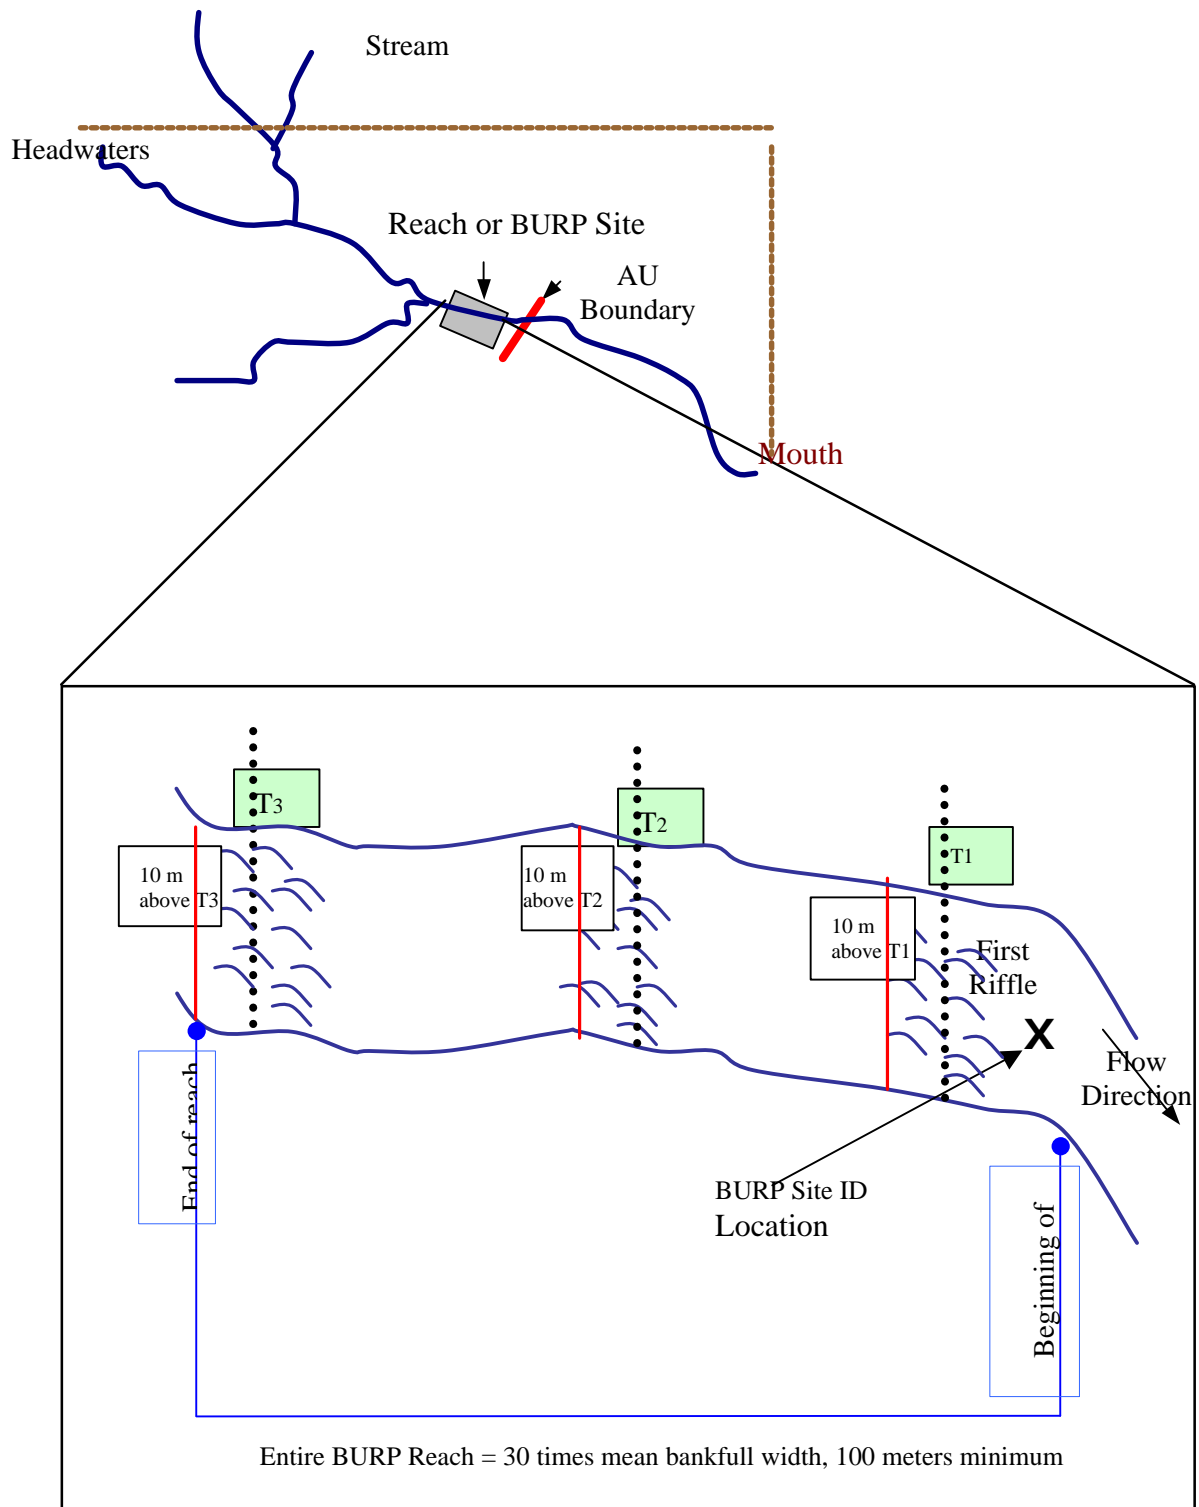 Stream
Headwaters
Reach or BURP Site
AU
Boundary
Mouth
T3
T2
T1
10 m
above T3
10 m
above T2
10 m
above T1
First
Riffle
X
Flow
Direction
End of reach
BURP Site ID
Location
Beginning of
Entire BURP Reach = 30 times mean bankfull width, 100 meters minimum